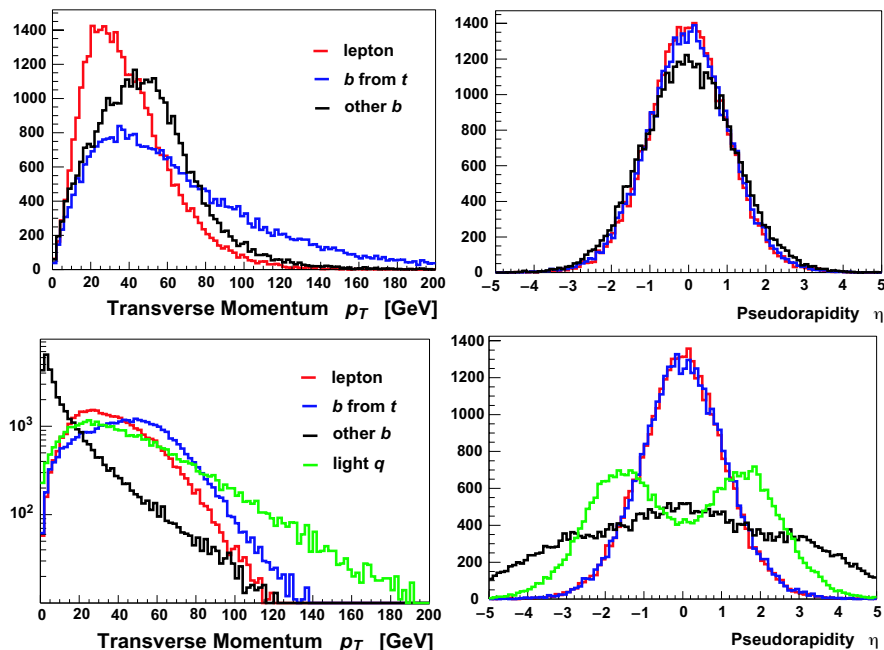 1400
1200
1000
800
600
400
200
0
lepton
b from t
other b
0 20 40 60 80 100 120 140 160 180 200
Transverse Momentum pT [GeV]
1400
1200
1000
800
600
400
200
0
−5 −4 −3 −2 −1 0 1 2 3 4 5
Pseudorapidity η
10³
10²
lepton
b from t
other b
light q
0 20 40 60 80 100 120 140 160 180 200
Transverse Momentum pT [GeV]
1400
1200
1000
800
600
400
200
0
−5 −4 −3 −2 −1 0 1 2 3 4 5
Pseudorapidity η